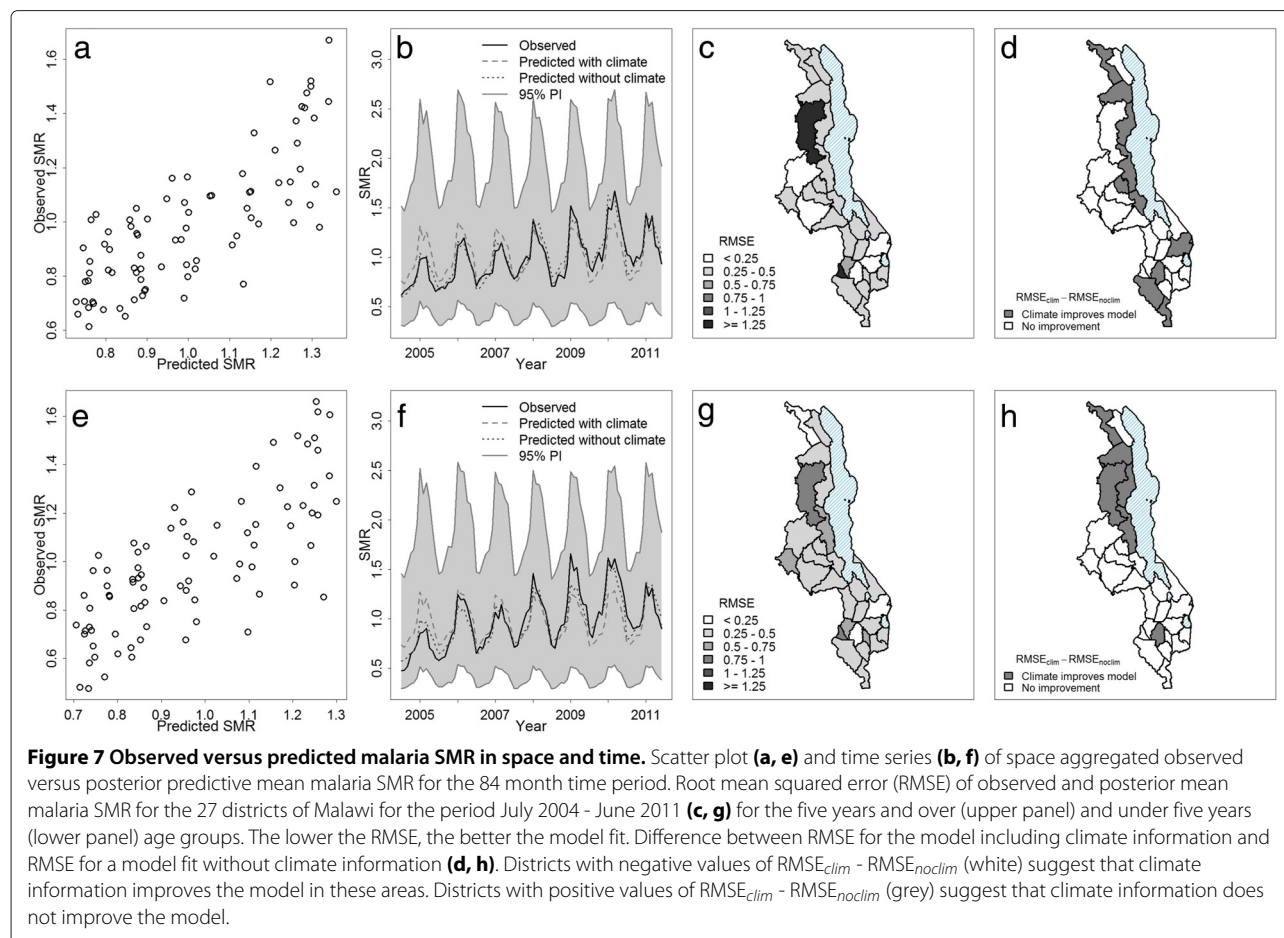 a
Observed SMR
1.6
1.4
1.2
1.0
0.8
0.6
0.8 0.9 1.0 1.1 1.2 1.3
Predicted SMR
b
Observed
Predicted with climate
Predicted without climate
95% PI
SMR
3.0
2.5
2.0
1.5
1.0
0.5
2005 2007 2009 2011
Year
c
RMSE
< 0.25
0.25 - 0.5
0.5 - 0.75
0.75 - 1
1 - 1.25
>= 1.25
d
RMSEclim − RMSEnoclim
Climate improves model
No improvement
e
Observed SMR
1.6
1.4
1.2
1.0
0.8
0.6
0.7 0.8 0.9 1.0 1.1 1.2 1.3
Predicted SMR
f
Observed
Predicted with climate
Predicted without climate
95% PI
SMR
3.0
2.5
2.0
1.5
1.0
0.5
2005 2007 2009 2011
Year
g
RMSE
< 0.25
0.25 - 0.5
0.5 - 0.75
0.75 - 1
1 - 1.25
>= 1.25
h
RMSEclim − RMSEnoclim
Climate improves model
No improvement
Figure 7 Observed versus predicted malaria SMR in space and time. Scatter plot (a, e) and time series (b, f) of space aggregated observed
versus posterior predictive mean malaria SMR for the 84 month time period. Root mean squared error (RMSE) of observed and posterior mean
malaria SMR for the 27 districts of Malawi for the period July 2004 - June 2011 (c, g) for the five years and over (upper panel) and under five years
(lower panel) age groups. The lower the RMSE, the better the model fit. Difference between RMSE for the model including climate information and
RMSE for a model fit without climate information (d, h). Districts with negative values of RMSEclim - RMSEnoclim (white) suggest that climate
information improves the model in these areas. Districts with positive values of RMSEclim - RMSEnoclim (grey) suggest that climate information does
not improve the model.